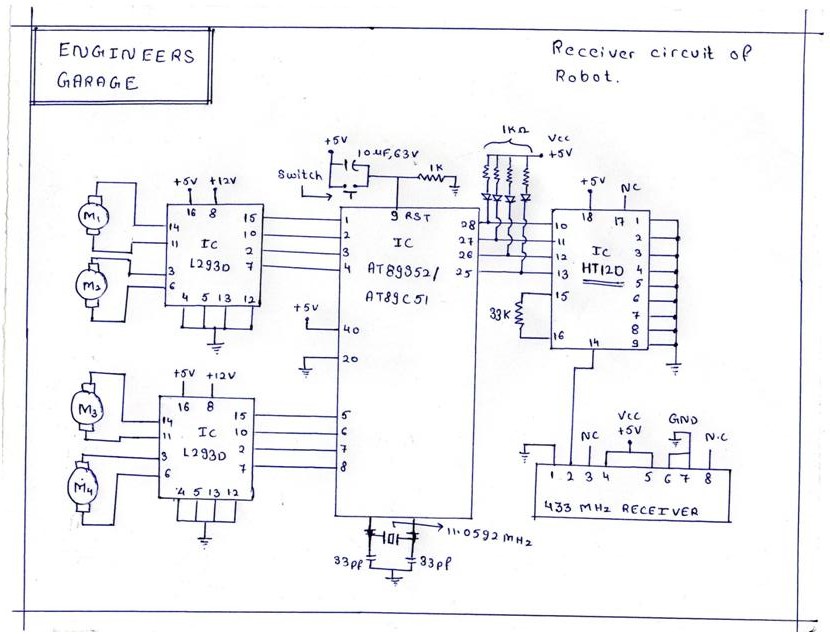 ENGINEERS
GARAGE
Receiver circuit of
Robot.
1KΩ
Vcc
+5V
+5V
10µF,63V
1K
Switch
9 RST
+5V +12V
16 8
M1
14
11
IC
L293D
15
10
2
7
M2
3
6
4 5 13 12
1
2
3
4
IC
AT89S52/
AT89C51
28
27
26
25
+5V
NC
18
17
10
11
12
13
15
16
14
IC
HT12D
1
2
3
4
5
6
7
8
9
33K
+5V
40
20
+5V +12V
16 8
M3
14
11
IC
L293D
15
10
2
7
M4
3
6
4 5 13 12
5
6
7
8
11.0592 MHz
33pf
33pf
NC
Vcc
+5V
GND
N.C
1 2 3 4 5 6 7 8
433 MHz RECEIVER